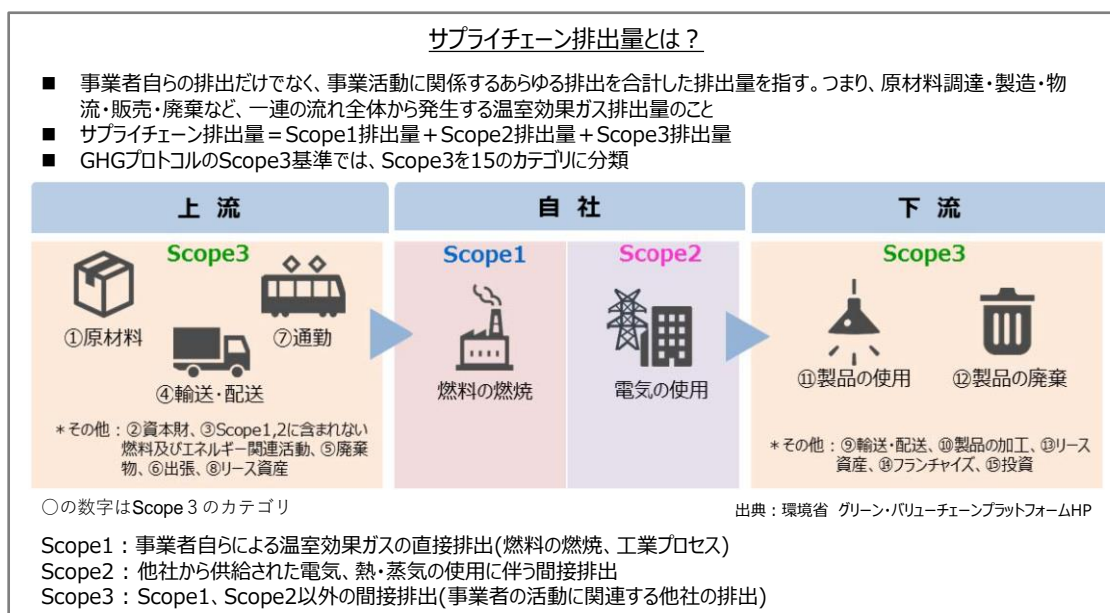 サプライチェーン排出量とは？
■ 事業者自らの排出だけでなく、事業活動に関係するあらゆる排出を合計した排出量を指す。つまり、原材料調達・製造・物
流・販売・廃棄など、一連の流れ全体から発生する温室効果ガス排出量のこと
■ サプライチェーン排出量＝Scope1排出量＋Scope2排出量＋Scope3排出量
■ GHGプロトコルのScope3基準では、Scope3を15のカテゴリに分類
上 流
自 社
下 流
Scope3
①原材料
⑦通勤
④輸送・配送
＊その他：②資本財、③Scope1,2に含まれない
燃料及びエネルギー関連活動、⑤廃棄
物、⑥出張、⑧リース資産
Scope1
燃料の燃焼
Scope2
電気の使用
Scope3
⑪製品の使用
⑫製品の廃棄
＊その他：⑨輸送・配送、⑩製品の加工、⑬リース
資産、⑭フランチャイズ、⑮投資
○の数字はScope３のカテゴリ
出典：環境省 グリーン・バリューチェーンプラットフォームHP
Scope1：事業者自らによる温室効果ガスの直接排出(燃料の燃焼、工業プロセス)
Scope2：他社から供給された電気、熱・蒸気の使用に伴う間接排出
Scope3：Scope1、Scope2以外の間接排出(事業者の活動に関連する他社の排出)